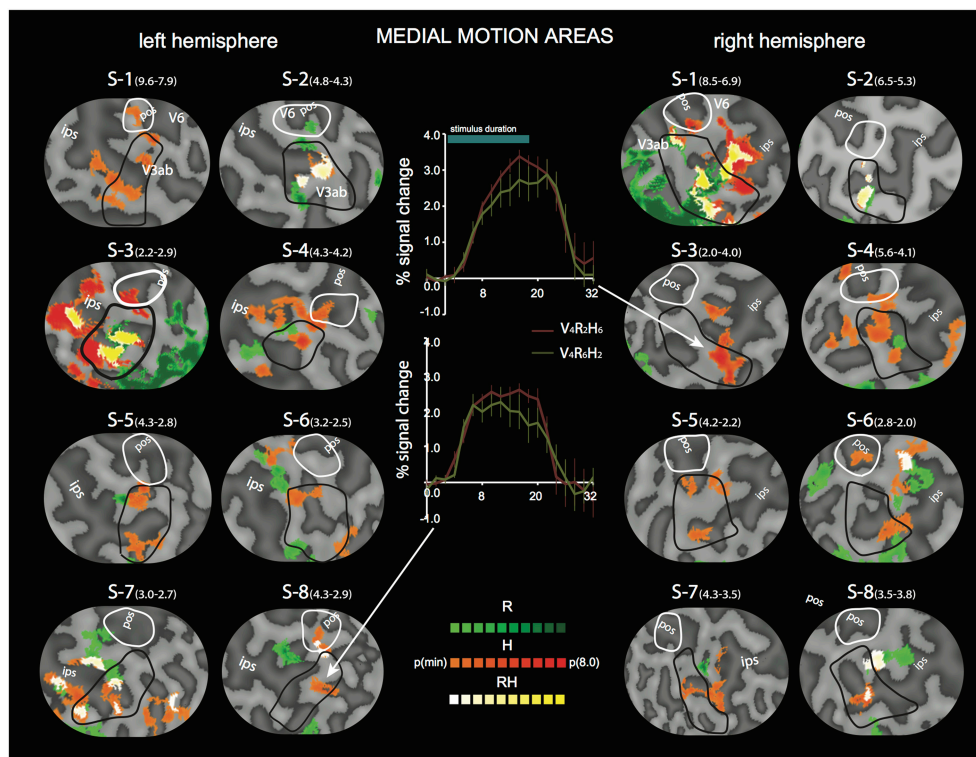 MEDIAL MOTION AREAS
left hemisphere
right hemisphere
S-1(9.6-7.9)
pos
V6
ips
V3ab
S-2(4.8-4.3)
V6
pos
ips
V3ab
S-3(2.2-2.9)
pos
ips
S-4(4.3-4.2)
ips
pos
S-5(4.3-2.8)
pos
ips
S-6(3.2-2.5)
pos
ips
S-7(3.0-2.7)
pos
ips
S-8(4.3-2.9)
pos
ips
% signal change
4.0
3.0
2.0
1.0
0.0
-1.0
stimulus duration
8
20
32
V4R2H6
V4R6H2
% signal change
4.0
3.0
2.0
1.0
0.0
-1.0
8
20
32
R
H
p(min)
p(8.0)
RH
S-1(8.5-6.9)
pos
V6
V3ab
ips
S-2(6.5-5.3)
pos
ips
S-3(2.0-4.0)
pos
ips
S-4(5.6-4.1)
pos
ips
S-5(4.2-2.2)
pos
ips
S-6(2.8-2.0)
pos
ips
S-7(4.3-3.5)
pos
ips
pos
S-8(3.5-3.8)
pos
ips